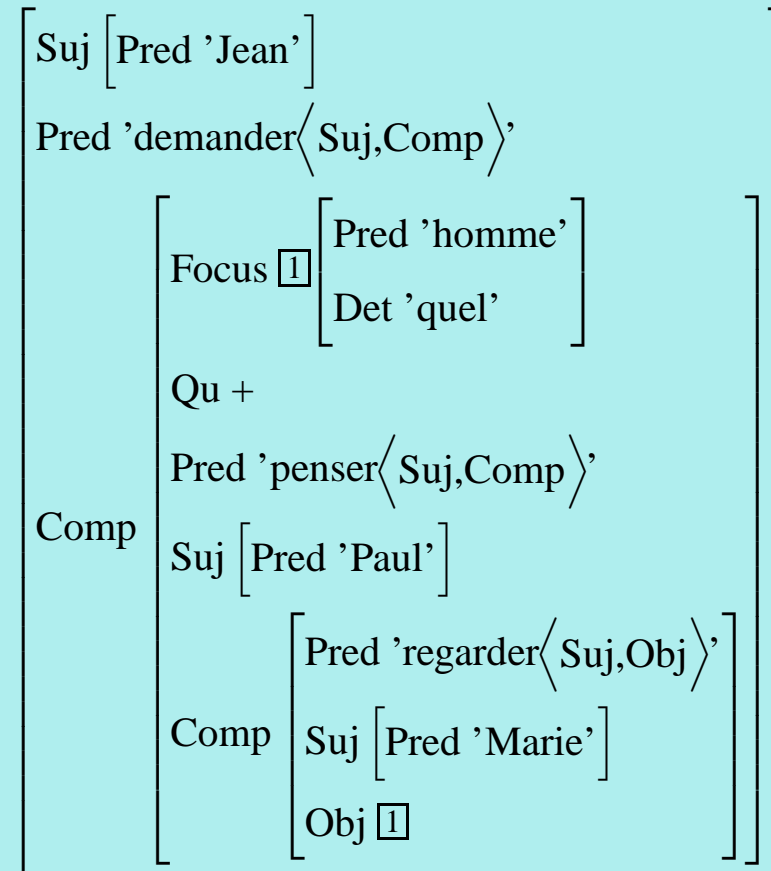 Suj [Pred ’Jean’]
Pred ’demander⟨Suj,Comp⟩’
Focus 1 [Pred ’homme’
Det ’quel’]
Qu +
Pred ’penser⟨Suj,Comp⟩’
Comp
Suj [Pred ’Paul’]
Pred ’regarder⟨Suj,Obj⟩’
Comp Suj [Pred ’Marie’]
Obj 1